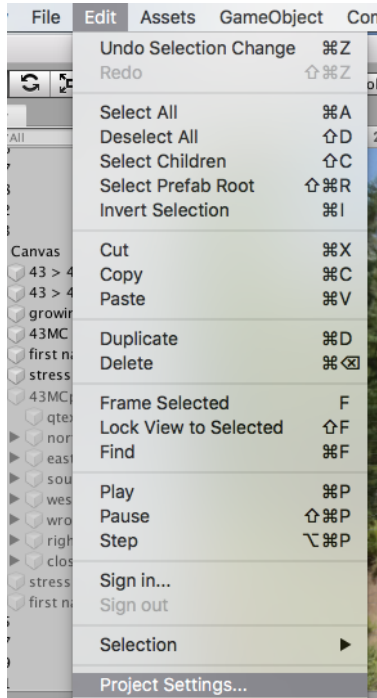 File Edit Assets GameObject Com
Undo Selection Change ⌘Z
Redo ⇧⌘Z
All
Select All ⌘A
Deselect All ⇧D
Select Children ⇧C
Select Prefab Root ⇧⌘R
Invert Selection ⌘I
Canvas
Cut ⌘X
43 > 4
Copy ⌘C
43 > 4
Paste ⌘V
growin
43MC
Duplicate ⌘D
first na
Delete ⌘⌫
stress
43MCp
Frame Selected F
qtex
Lock View to Selected ⇧F
nor
Find ⌘F
east
sou
Play ⌘P
wes
Pause ⇧⌘P
wro
Step ⌥⌘P
righ
clos
Sign in...
stress
Sign out
first na
Selection ▶
Project Settings...